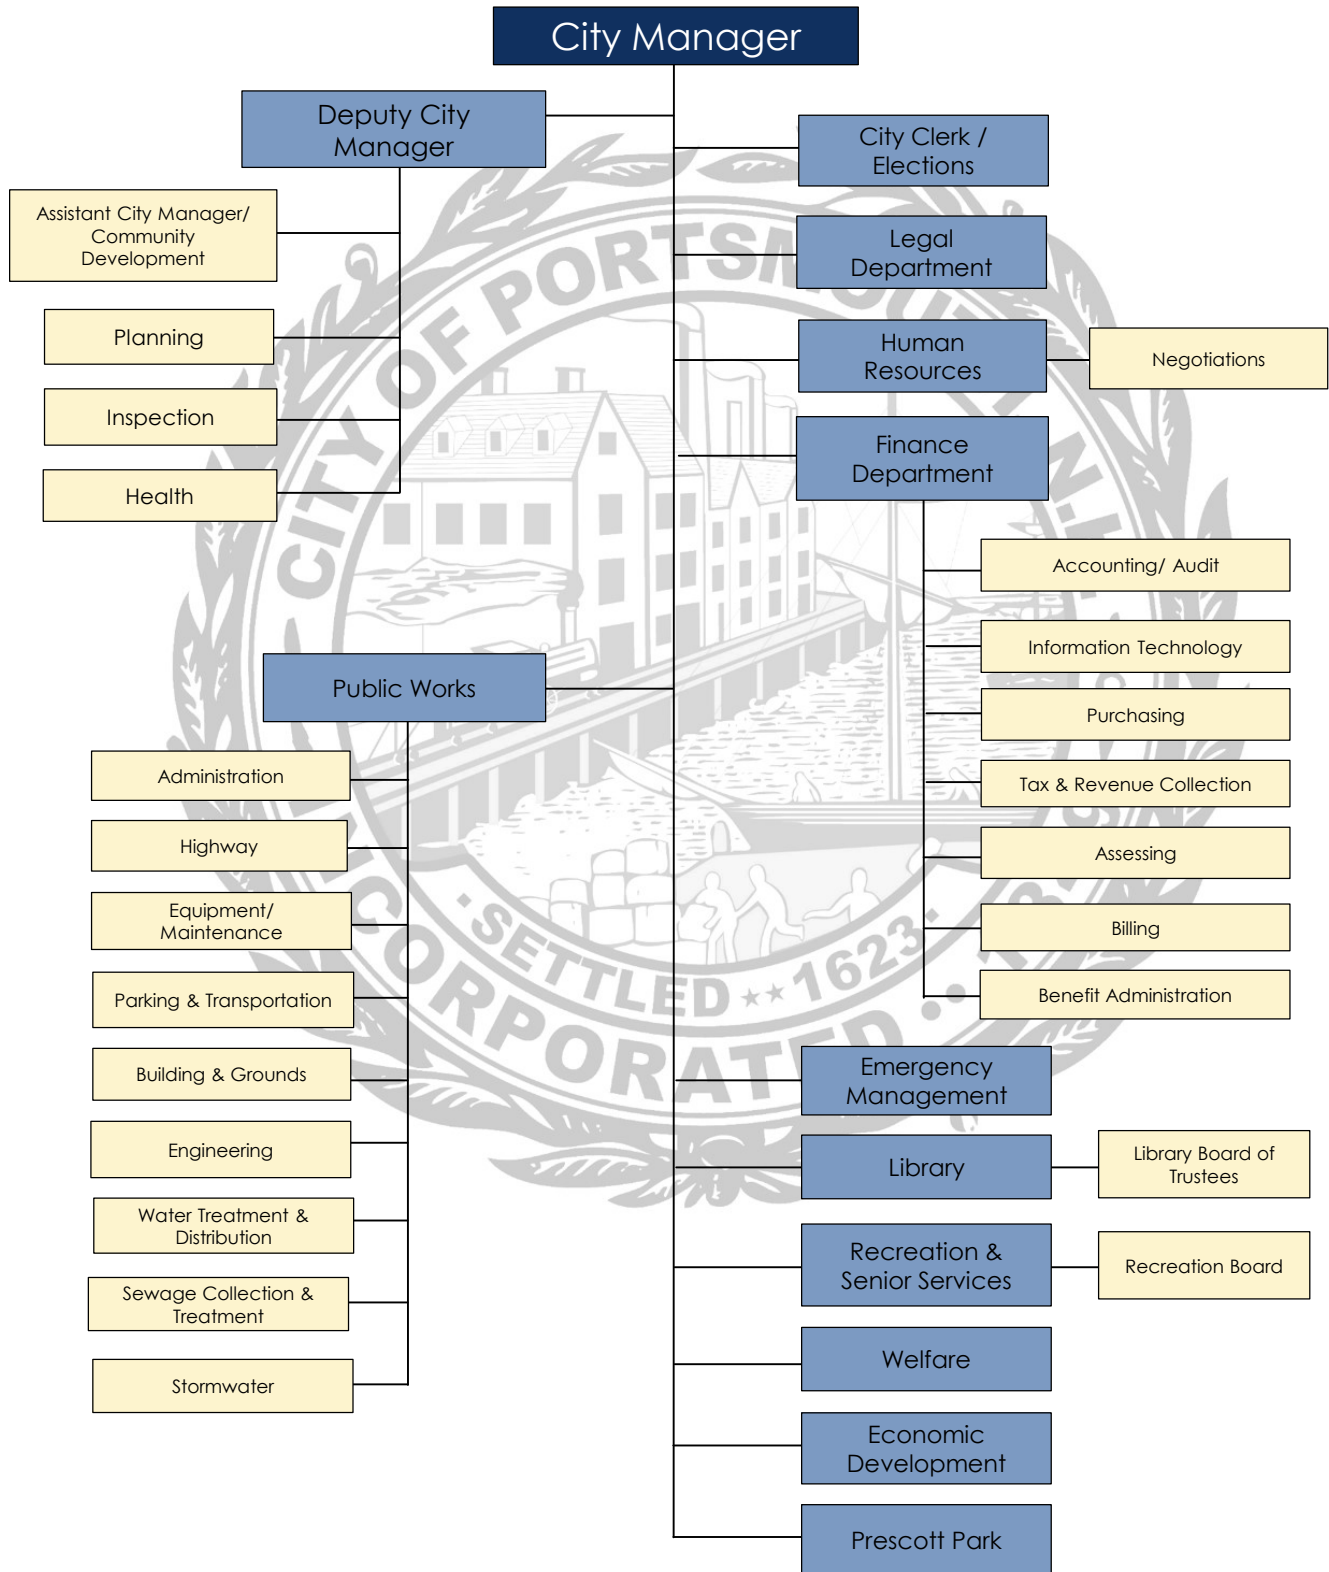 City Manager
Deputy City
Manager
City Clerk /
Elections
Assistant City Manager/
Community
Development
Legal
Department
Planning
Human
Resources
Negotiations
Inspection
Finance
Department
Health
Accounting/ Audit
Information Technology
Public Works
Purchasing
Administration
Tax & Revenue Collection
Highway
Assessing
Equipment/
Maintenance
Billing
Parking & Transportation
Benefit Administration
Building & Grounds
Emergency
Management
Engineering
Library
Library Board of
Trustees
Water Treatment &
Distribution
Recreation &
Senior Services
Recreation Board
Sewage Collection &
Treatment
Welfare
Stormwater
Economic
Development
Prescott Park
CITY OF PORTSMOUTH, N.H.
·SETTLED ★★ 1623·